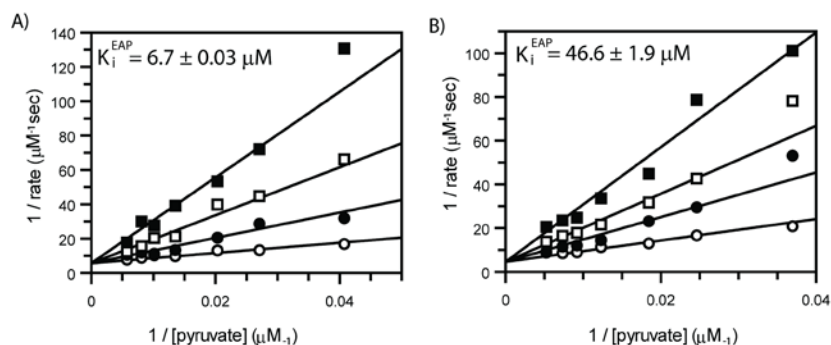 A)
K_i^EAP = 6.7 ± 0.03 μM
140
120
100
80
60
40
20
0
1 / rate (μM⁻¹sec)
0
0.02
0.04
1 / [pyruvate] (μM₋₁)
B)
K_i^EAP = 46.6 ± 1.9 μM
100
80
60
40
20
0
1 / rate (μM⁻¹sec)
0
0.01
0.02
0.03
0.04
1 / [pyruvate] (μM₋₁)